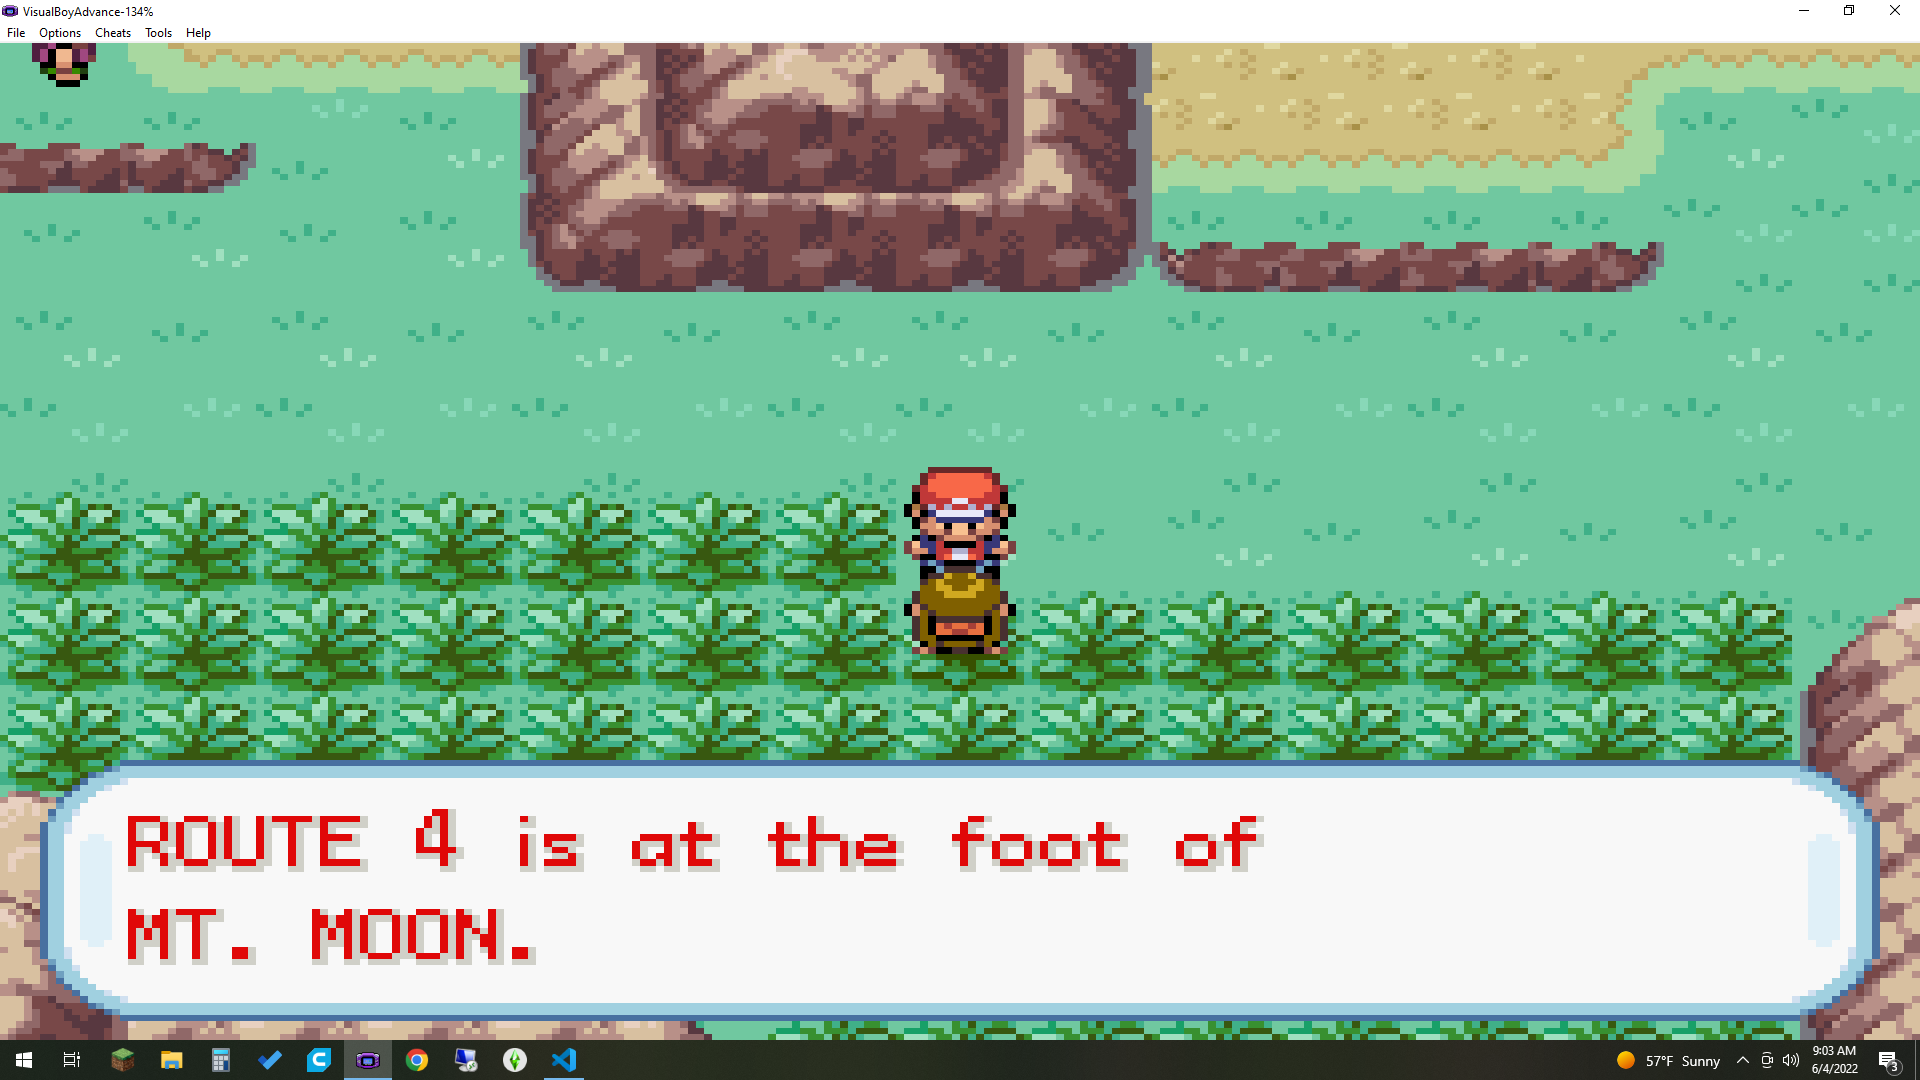 VisualBoyAdvance-134%
File Options Cheats Tools Help
ROUTE 4 is at the foot of
MT. MOON.
57°F Sunny
9:03 AM
6/4/2022
3